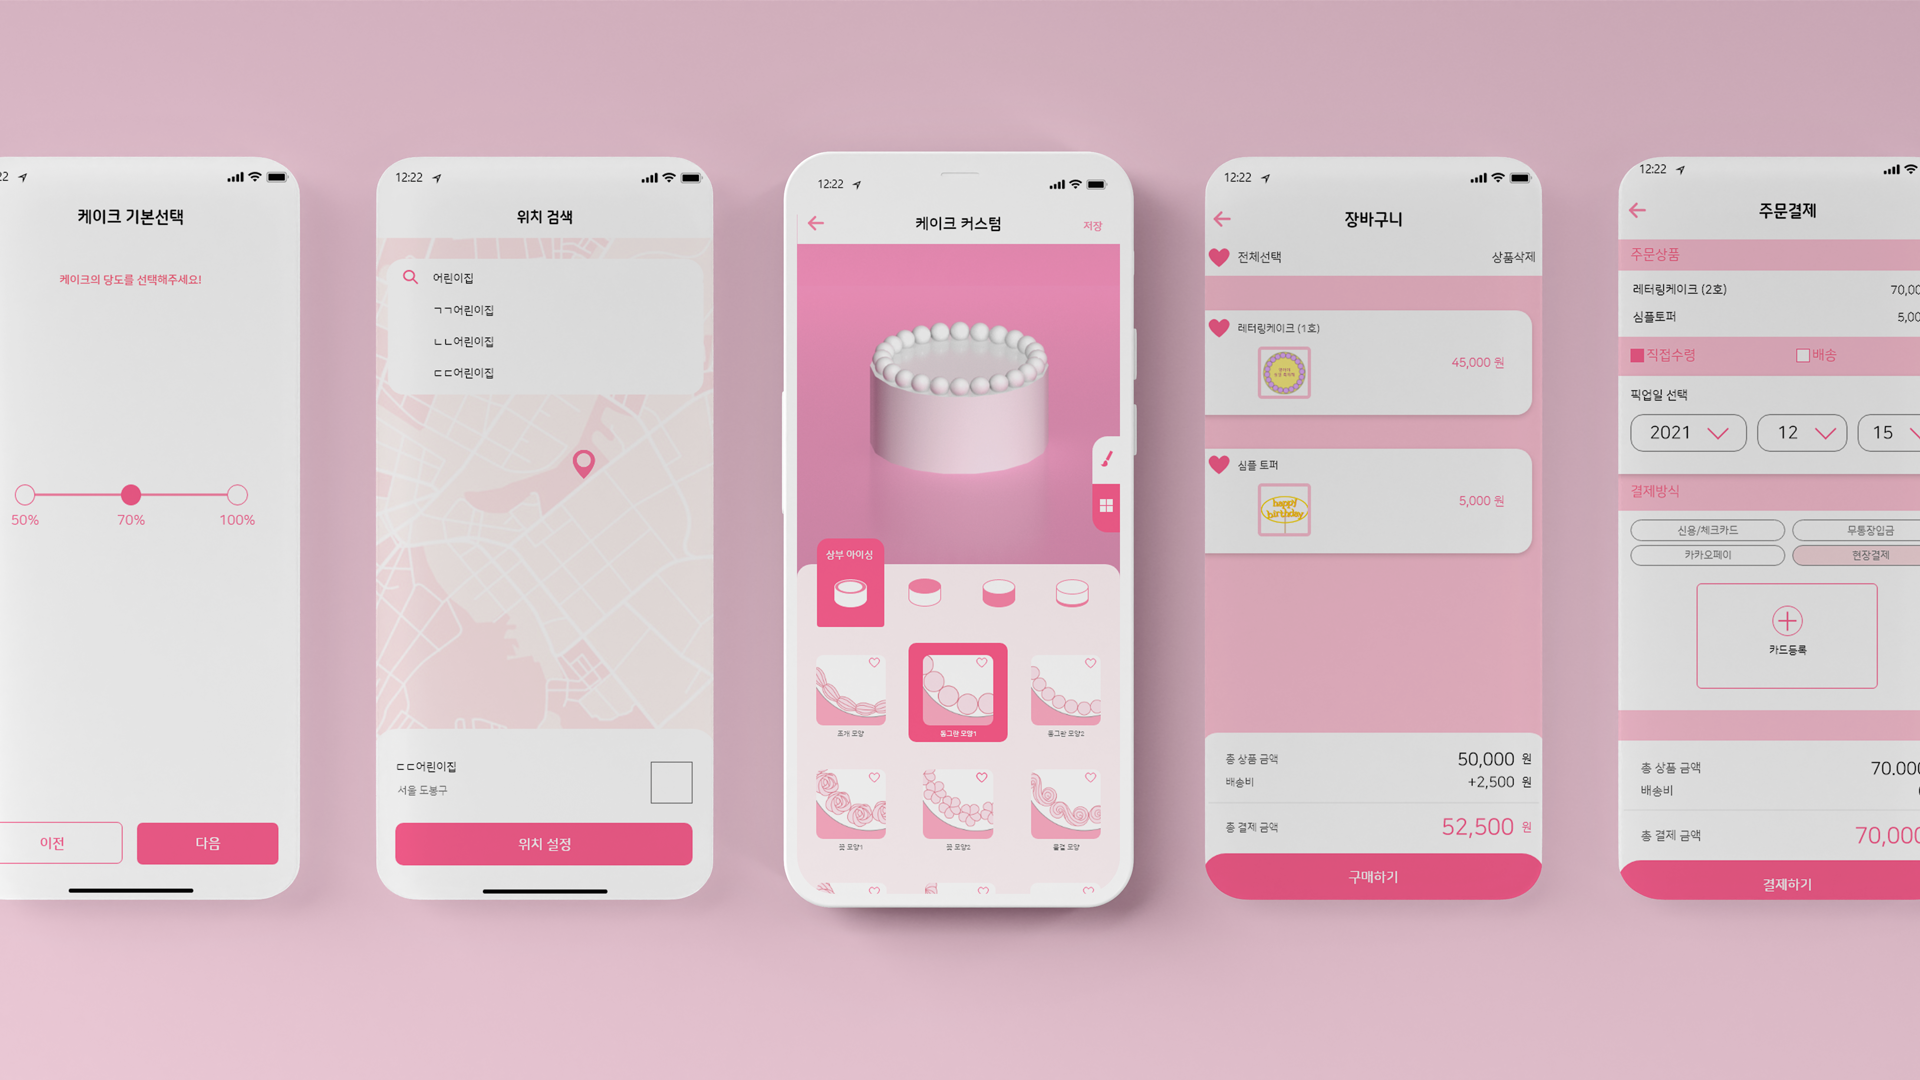 22
케이크 기본선택
케이크의 당도를 선택해주세요!
50%
70%
100%
이전
다음
12:22
위치 검색
어린이집
ㄱㄱ어린이집
ㄴㄴ어린이집
ㄷㄷ어린이집
ㄷㄷ어린이집
서울 도봉구
위치 설정
12:22
케이크 커스텀
저장
상부 아이싱
조개 모양
동그란 모양1
동그란 모양2
꽃 모양1
꽃 모양2
물결 모양
12:22
장바구니
전체선택
상품삭제
레터링케이크 (1호)
45,000 원
심플 토퍼
happy
birthday
5,000 원
총 상품 금액
50,000 원
배송비
+2,500 원
총 결제 금액
52,500 원
구매하기
12:22
주문결제
주문상품
레터링케이크 (2호)
70,00
심플토퍼
5,00
직접수령
배송
픽업일 선택
2021
12
15
결제방식
신용/체크카드
무통장입금
카카오페이
현장결제
카드등록
총 상품 금액
70.00
배송비
총 결제 금액
70,000
결제하기